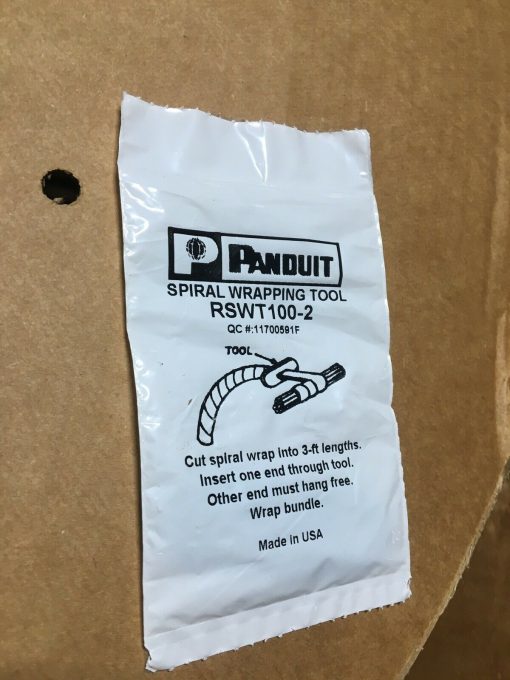 P PANDUIT
SPIRAL WRAPPING TOOL
RSWT100-2
QC #:11700591F
TOOL
Cut spiral wrap into 3-ft lengths.
Insert one end through tool.
Other end must hang free.
Wrap bundle.
Made in USA